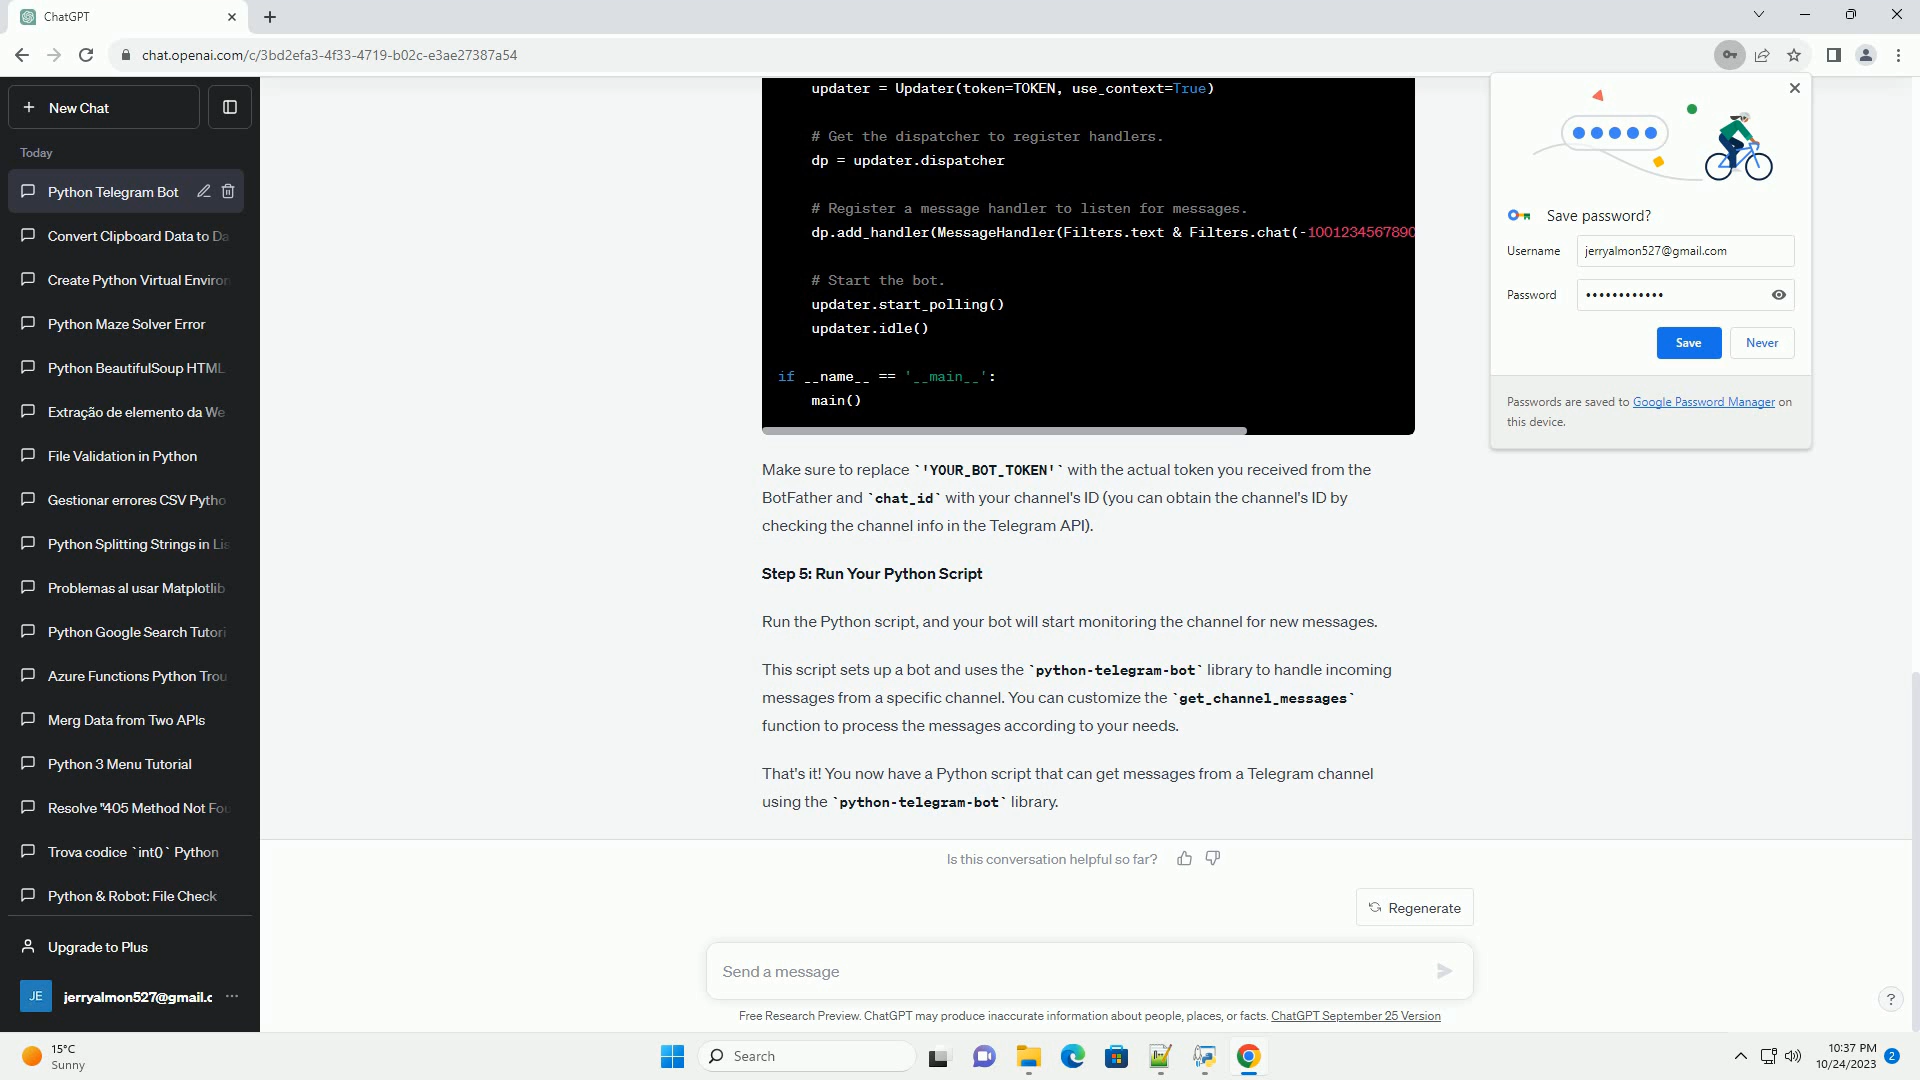 ChatGPT
chat.openai.com/c/3bd2efa3-4f33-4719-b02c-e3ae27387a54
New Chat
Today
Python Telegram Bot
Convert Clipboard Data to Da
Create Python Virtual Environ
Python Maze Solver Error
Python BeautifulSoup HTML
Extração de elemento da We
File Validation in Python
Gestionar errores CSV Pytho
Python Splitting Strings in Lis
Problemas al usar Matplotlib
Python Google Search Tutori
Azure Functions Python Trou
Merg Data from Two APIs
Python 3 Menu Tutorial
Resolve "405 Method Not Fou
Trova codice `int()` Python
Python & Robot: File Check
Upgrade to Plus
JE jerryalmon527@gmail.c
updater = Updater(token=TOKEN, use_context=True)
# Get the dispatcher to register handlers.
dp = updater.dispatcher
# Register a message handler to listen for messages.
dp.add_handler(MessageHandler(Filters.text & Filters.chat(-1001234567890
# Start the bot.
updater.start_polling()
updater.idle()
if __name__ == '__main__':
main()
Make sure to replace `'YOUR_BOT_TOKEN'` with the actual token you received from the
BotFather and `chat_id` with your channel's ID (you can obtain the channel's ID by
checking the channel info in the Telegram API).
Step 5: Run Your Python Script
Run the Python script, and your bot will start monitoring the channel for new messages.
This script sets up a bot and uses the `python-telegram-bot` library to handle incoming
messages from a specific channel. You can customize the `get_channel_messages`
function to process the messages according to your needs.
That's it! You now have a Python script that can get messages from a Telegram channel
using the `python-telegram-bot` library.
Is this conversation helpful so far?
Regenerate
Send a message
Free Research Preview. ChatGPT may produce inaccurate information about people, places, or facts. ChatGPT September 25 Version
?
Save password?
Username jerryalmon527@gmail.com
Password ••••••••••••
Save Never
Passwords are saved to Google Password Manager on
this device.
15°C
Sunny
Search
10:37 PM
10/24/2023
2